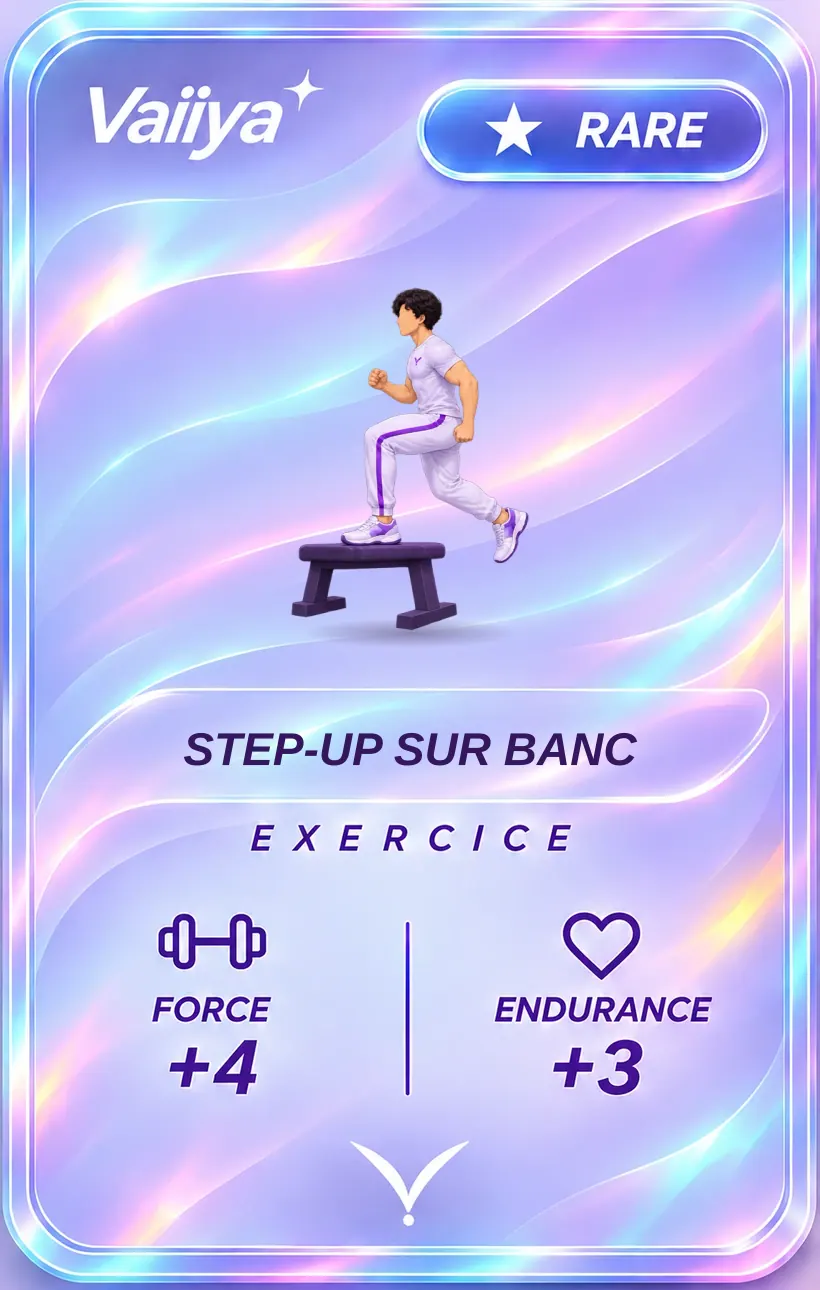 Vaiiya
RARE
STEP-UP SUR BANC
EXERCICE
FORCE
+4
ENDURANCE
+3